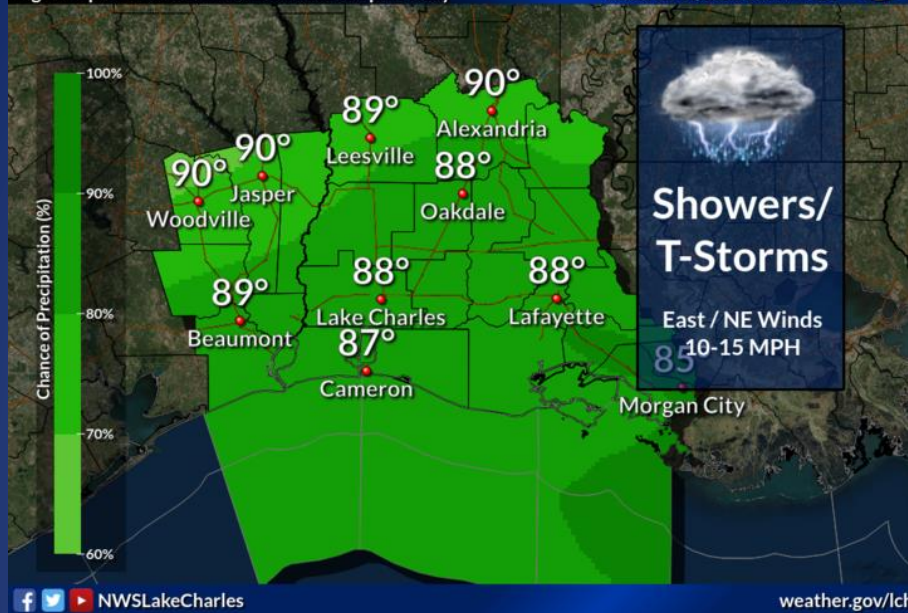 100%
90%
80%
70%
60%
Chance of Precipitation (%)
90°
Alexandria
89°
Leesville
90°
Jasper
90°
Woodville
88°
Oakdale
89°
Beaumont
88°
Lake Charles
88°
Lafayette
87°
Cameron
85°
Morgan City
Showers/
T-Storms
East / NE Winds
10-15 MPH
NWSLakeCharles
weather.gov/lch